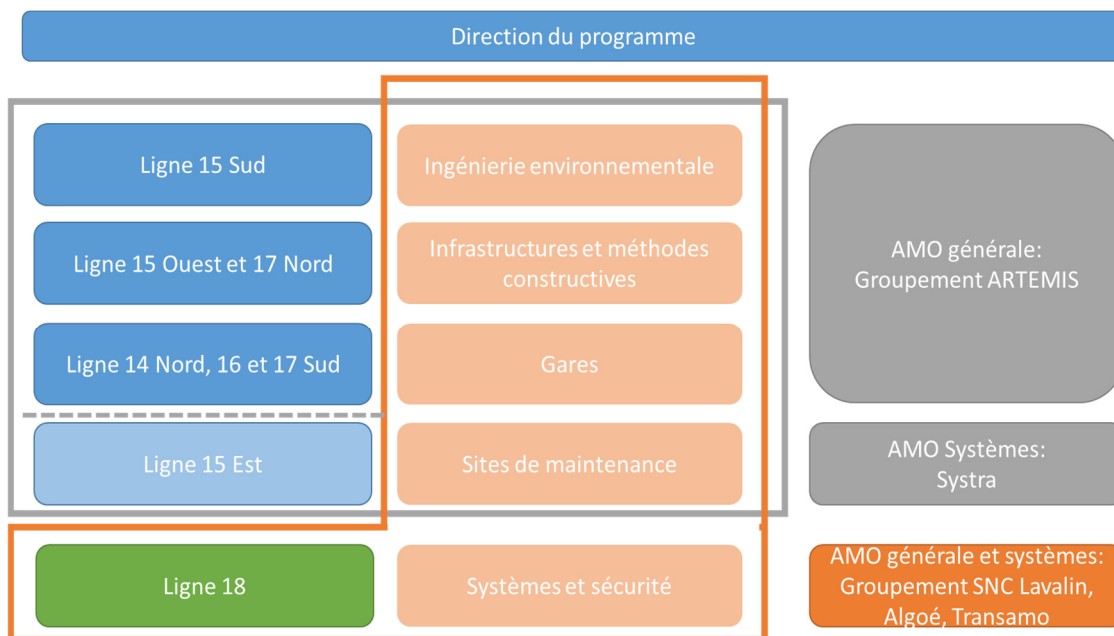 Direction du programme
Ligne 15 Sud
Ingénierie environnementale
Ligne 15 Ouest et 17 Nord
Infrastructures et méthodes
constructives
AMO générale:
Groupement ARTEMIS
Ligne 14 Nord, 16 et 17 Sud
Gares
Ligne 15 Est
Sites de maintenance
AMO Systèmes:
Systra
Ligne 18
Systèmes et sécurité
AMO générale et systèmes:
Groupement SNC Lavalin,
Algoé, Transamo